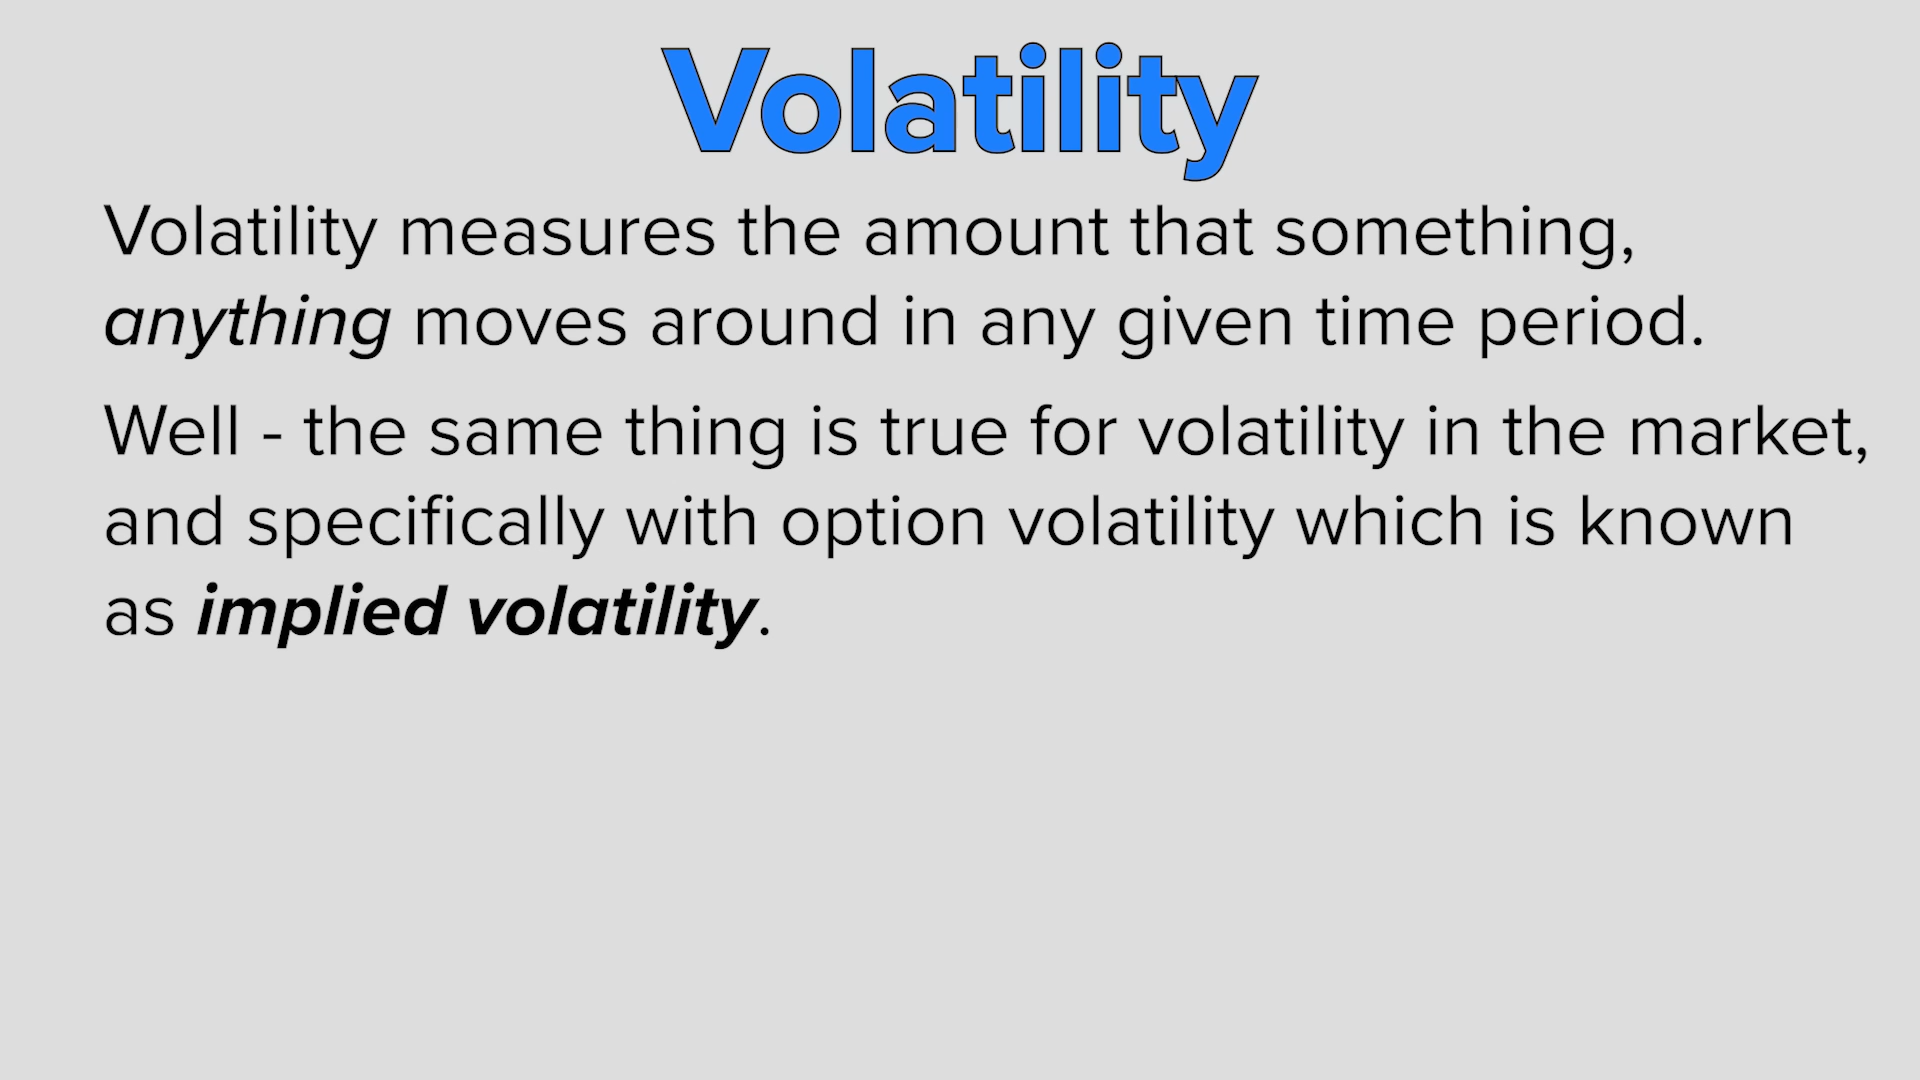 Volatility
Volatility measures the amount that something,
anything moves around in any given time period.
Well - the same thing is true for volatility in the market,
and specifically with option volatility which is known
as implied volatility.